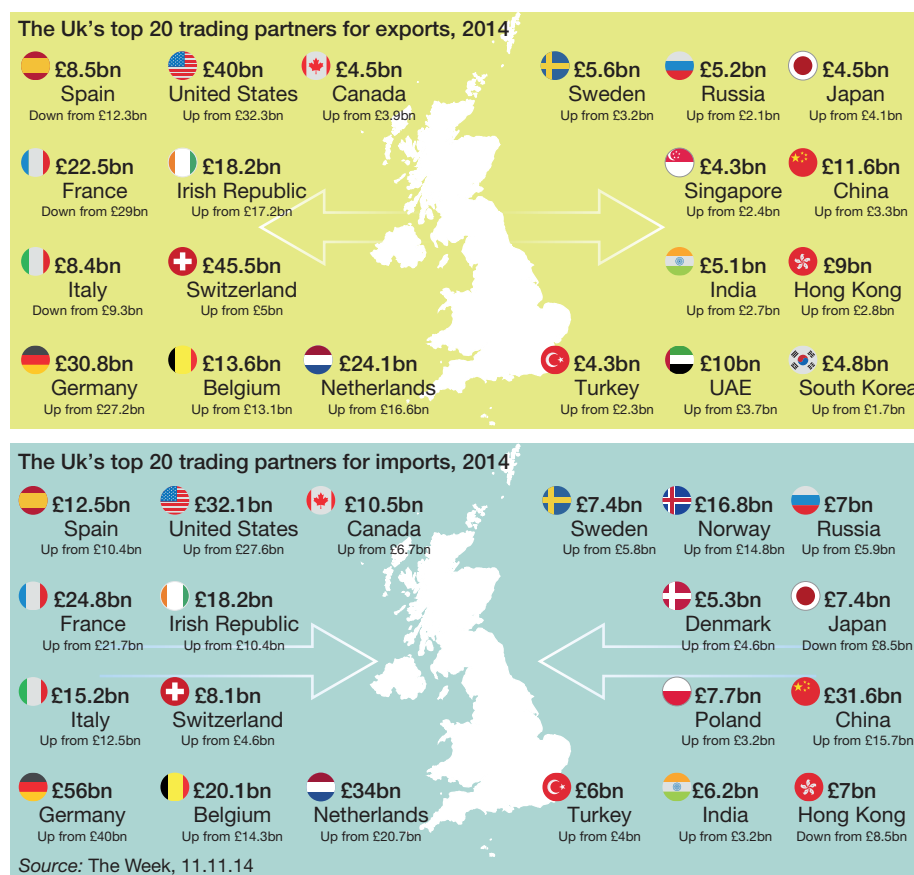 The Uk's top 20 trading partners for exports, 2014
£8.5bn
Spain
Down from £12.3bn
£40bn
United States
Up from £32.3bn
£4.5bn
Canada
Up from £3.9bn
£5.6bn
Sweden
Up from £3.2bn
£5.2bn
Russia
Up from £2.1bn
£4.5bn
Japan
Up from £4.1bn
£22.5bn
France
Down from £29bn
£18.2bn
Irish Republic
Up from £17.2bn
£4.3bn
Singapore
Up from £2.4bn
£11.6bn
China
Up from £3.3bn
£8.4bn
Italy
Down from £9.3bn
£45.5bn
Switzerland
Up from £5bn
£5.1bn
India
Up from £2.7bn
£9bn
Hong Kong
Up from £2.8bn
£30.8bn
Germany
Up from £27.2bn
£13.6bn
Belgium
Up from £13.1bn
£24.1bn
Netherlands
Up from £16.6bn
£4.3bn
Turkey
Up from £2.3bn
£10bn
UAE
Up from £3.7bn
£4.8bn
South Korea
Up from £1.7bn
The Uk's top 20 trading partners for imports, 2014
£12.5bn
Spain
Up from £10.4bn
£32.1bn
United States
Up from £27.6bn
£10.5bn
Canada
Up from £6.7bn
£7.4bn
Sweden
Up from £5.8bn
£16.8bn
Norway
Up from £14.8bn
£7bn
Russia
Up from £5.9bn
£24.8bn
France
Up from £21.7bn
£18.2bn
Irish Republic
Up from £10.4bn
£5.3bn
Denmark
Up from £4.6bn
£7.4bn
Japan
Down from £8.5bn
£15.2bn
Italy
Up from £12.5bn
£8.1bn
Switzerland
Up from £4.6bn
£7.7bn
Poland
Up from £3.2bn
£31.6bn
China
Up from £15.7bn
£56bn
Germany
Up from £40bn
£20.1bn
Belgium
Up from £14.3bn
£34bn
Netherlands
Up from £20.7bn
£6bn
Turkey
Up from £4bn
£6.2bn
India
Up from £3.2bn
£7bn
Hong Kong
Down from £8.5bn
Source: The Week, 11.11.14